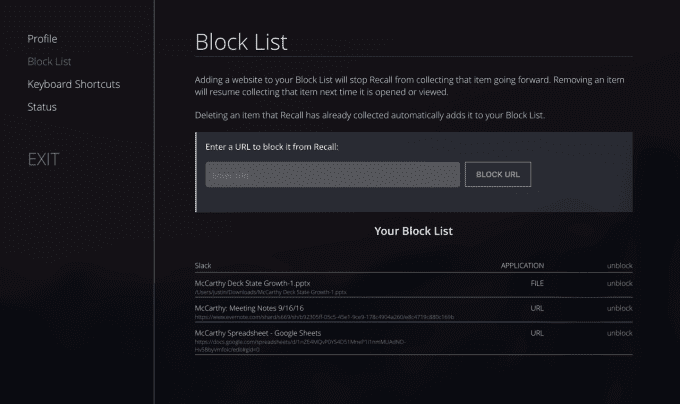 Profile
Block List
Keyboard Shortcuts
Status
EXIT
Block List
Adding a website to your Block List will stop Recall from collecting that item going forward. Removing an item
will resume collecting that item next time it is opened or viewed.
Deleting an item that Recall has already collected automatically adds it to your Block List.
Enter a URL to block it from Recall:
Enter URL
BLOCK URL
Your Block List
Slack APPLICATION unblock
McCarthy Deck State Growth-1.pptx FILE unblock
/Users/justin/Downloads/McCarthy Deck State Growth-1.pptx
McCarthy: Meeting Notes 9/16/16 URL unblock
McCarthy Spreadsheet - Google Sheets URL unblock